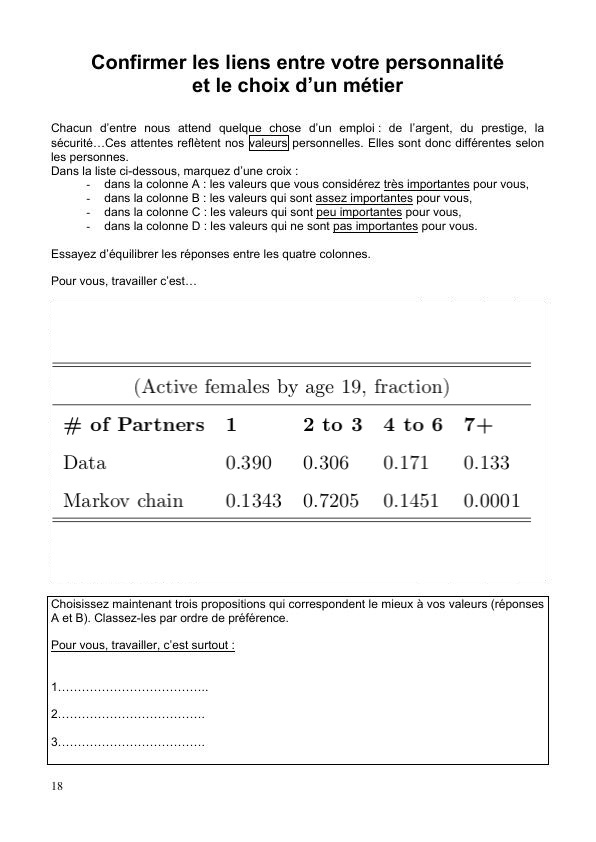 Confirmer les liens entre votre personnalité
et le choix d’un métier
Chacun d’entre nous attend quelque chose d’un emploi : de l’argent, du prestige, la
sécurité…Ces attentes reflètent nos valeurs personnelles. Elles sont donc différentes selon
les personnes.
Dans la liste ci-dessous, marquez d’une croix :
- dans la colonne A : les valeurs que vous considérez très importantes pour vous,
- dans la colonne B : les valeurs qui sont assez importantes pour vous,
- dans la colonne C : les valeurs qui sont peu importantes pour vous,
- dans la colonne D : les valeurs qui ne sont pas importantes pour vous.
Essayez d’équilibrer les réponses entre les quatre colonnes.
Pour vous, travailler c’est…
(Active females by age 19, fraction)
# of Partners 1 2 to 3 4 to 6 7+
Data 0.390 0.306 0.171 0.133
Markov chain 0.1343 0.7205 0.1451 0.0001
Choisissez maintenant trois propositions qui correspondent le mieux à vos valeurs (réponses
A et B). Classez-les par ordre de préférence.
Pour vous, travailler, c’est surtout :
1………………………………..
2……………………………….
3……………………………….
18